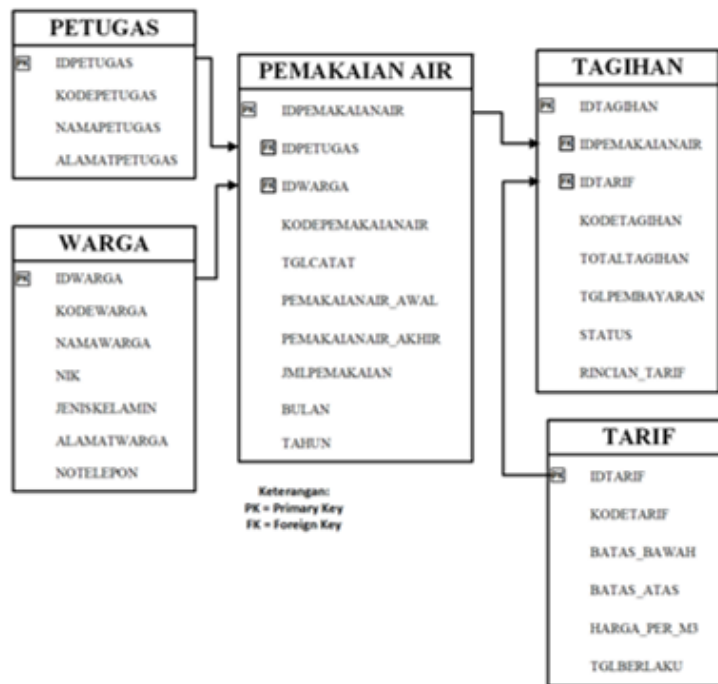 PETUGAS
PK IDPETUGAS
KODEPETUGAS
NAMAPETUGAS
ALAMATPETUGAS
WARGA
PK IDWARGA
KODEWARGA
NAMAWARGA
NIK
JENISKELAMIN
ALAMATWARGA
NOTELEPON
PEMAKAIAN AIR
PK IDPEMAKAIANAIR
FK IDPETUGAS
FK IDWARGA
KODEPEMAKAIANAIR
TGLCATAT
PEMAKAIANAIR_AWAL
PEMAKAIANAIR_AKHIR
JMLPEMAKAIAN
BULAN
TAHUN
Keterangan:
PK = Primary Key
FK = Foreign Key
TAGIHAN
PK IDTAGIHAN
FK IDPEMAKAIANAIR
FK IDTARIF
KODETAGIHAN
TOTALTAGIHAN
TGLPEMBAYARAN
STATUS
RINCIAN_TARIF
TARIF
PK IDTARIF
KODETARIF
BATAS_BAWAH
BATAS_ATAS
HARGA_PER_M3
TGLBERLAKU